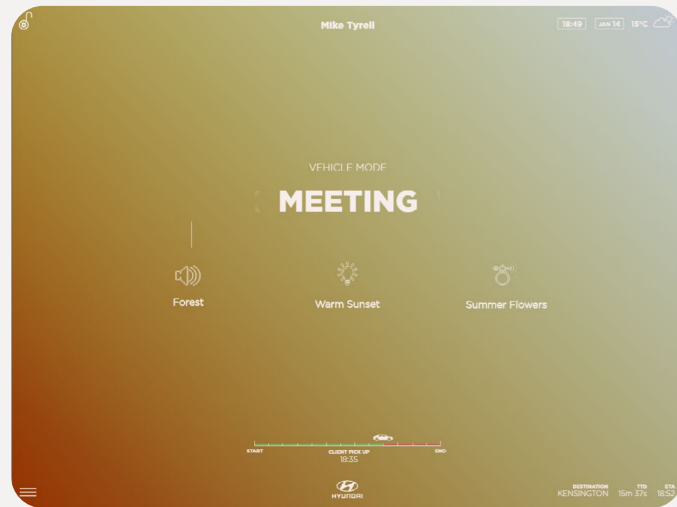 Mike Tyrell
18:49 JAN 14 15°C
VEHICLE MODE
MEETING
Forest
Warm Sunset
Summer Flowers
START CLIENT PICK UP END
18:35
HYUNDAI
DESTINATION TTD ETA
KENSINGTON 15m 37s 18:52